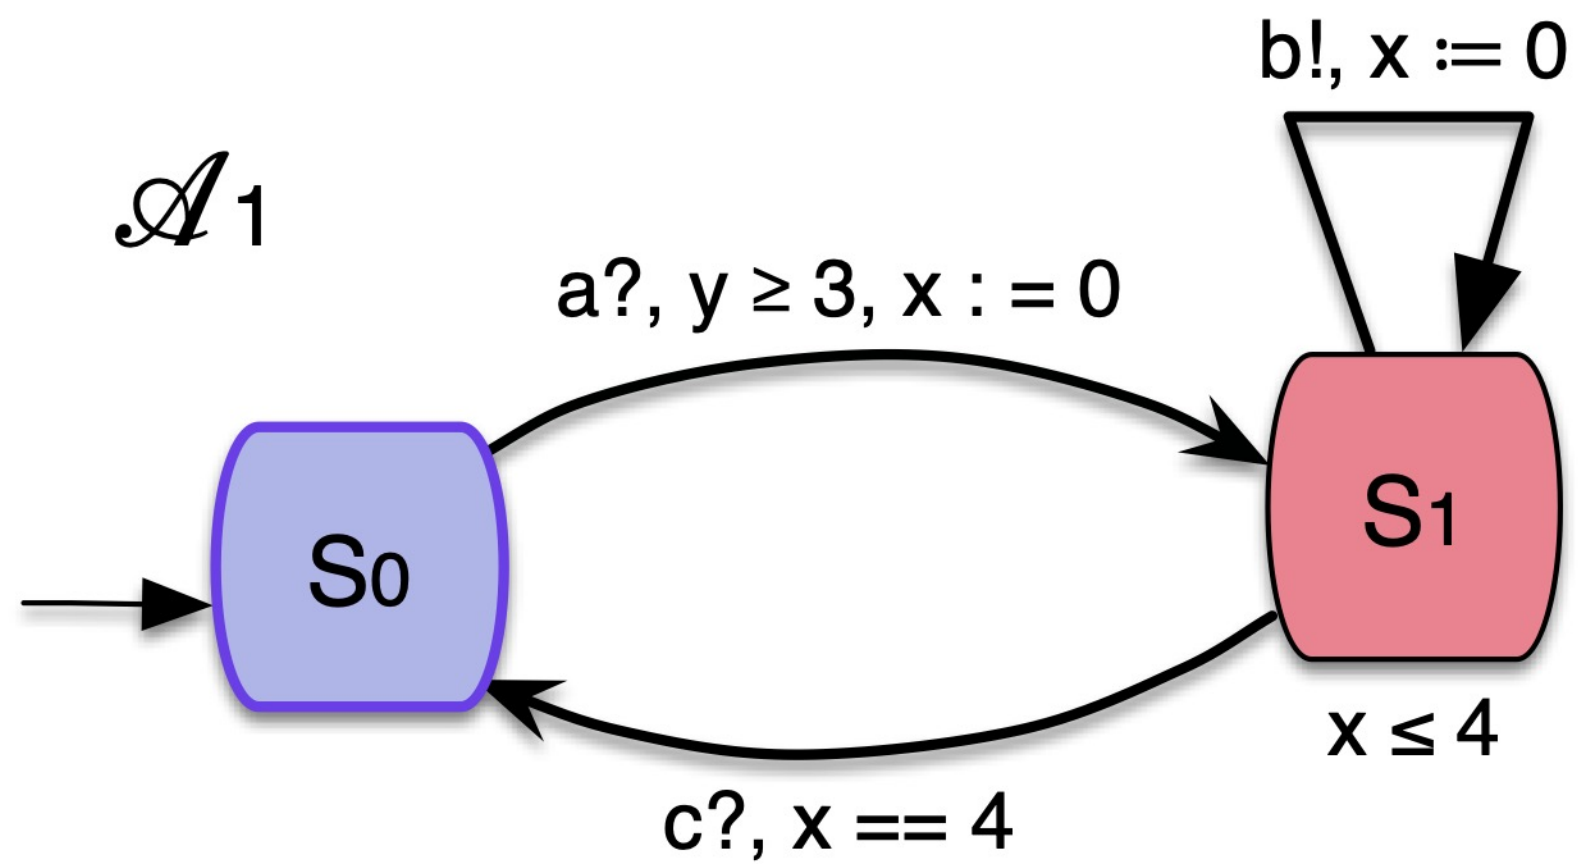 b!, x := 0
𝒜1
a?, y ≥ 3, x : = 0
S1
S0
x ≤ 4
c?, x == 4